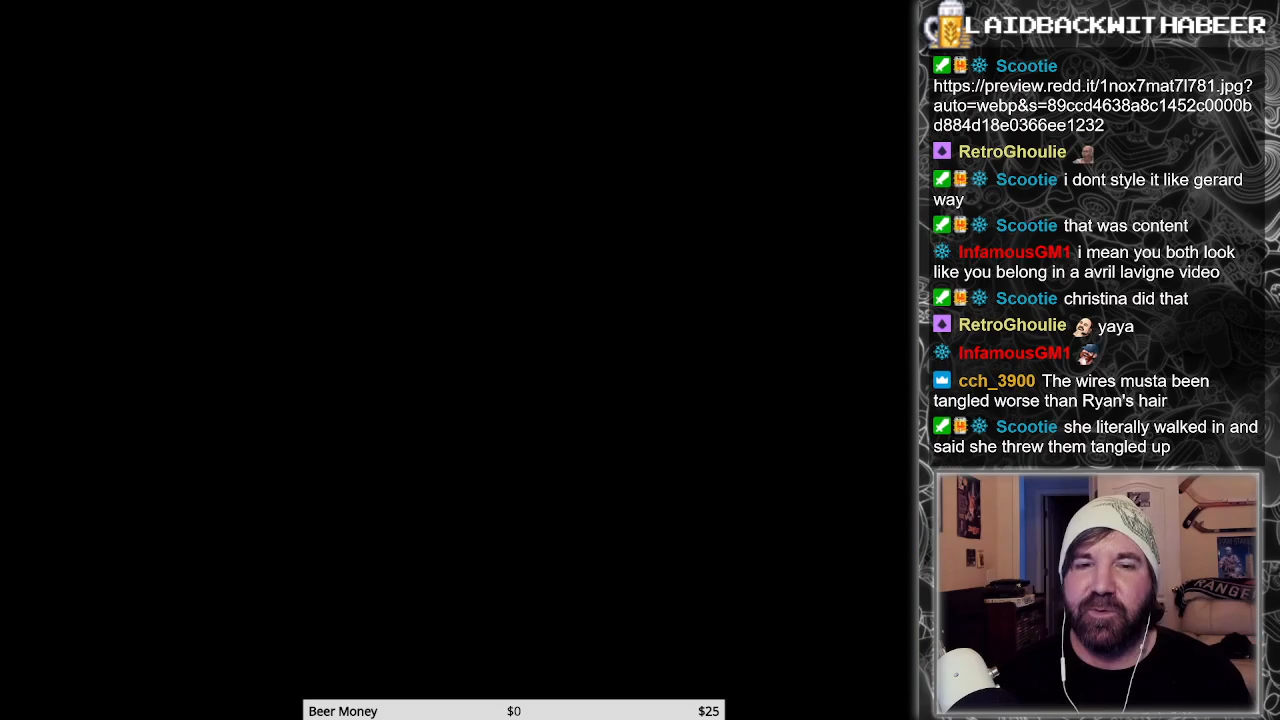 LAIDBACKWITHABEER
Scootie
https://preview.redd.it/1nox7mat7l781.jpg?
auto=webp&s=89ccd4638a8c1452c0000b
d884d18e0366ee1232
RetroGhoulie
Scootie i dont style it like gerard
way
Scootie that was content
InfamousGM1 i mean you both look
like you belong in a avril lavigne video
Scootie christina did that
RetroGhoulie yaya
InfamousGM1
cch_3900 The wires musta been
tangled worse than Ryan's hair
Scootie she literally walked in and
said she threw them tangled up
RANGE
Beer Money $0 $25